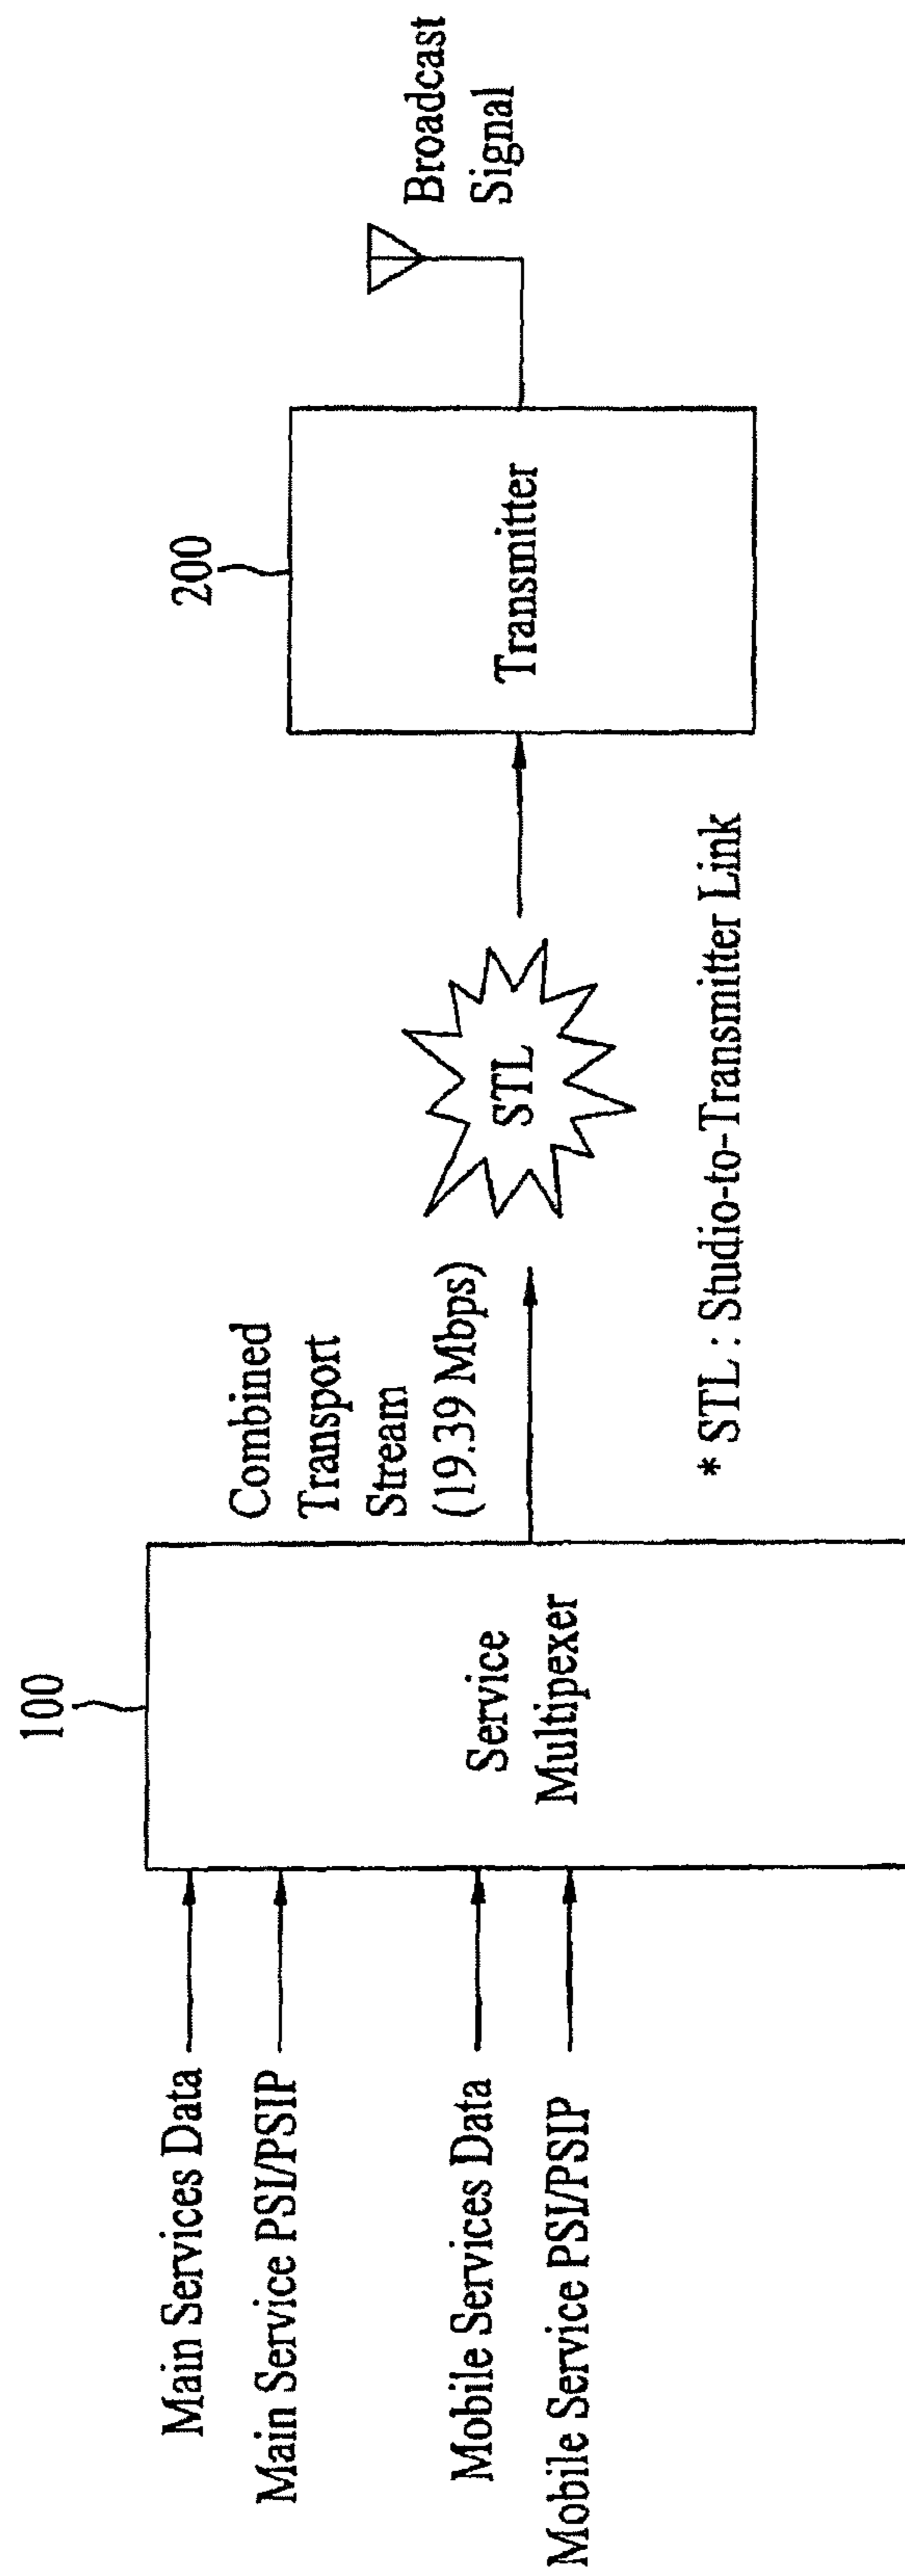 100
200
Main Services Data
Main Service PSI/PSIP
Mobile Services Data
Mobile Service PSI/PSIP
Service
Multipexer
Combined
Transport
Stream
(19.39 Mbps)
STL
Transmitter
Broadcast
Signal
* STL : Studio-to-Transmitter Link